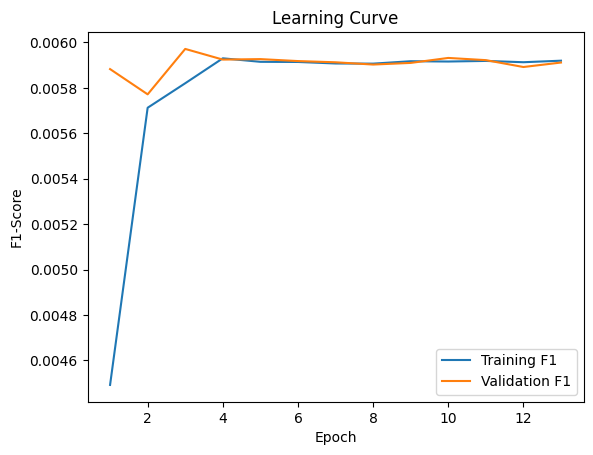 Learning Curve
F1-Score
0.0060
0.0058
0.0056
0.0054
0.0052
0.0050
0.0048
0.0046
2 4 6 8 10 12
Epoch
Training F1
Validation F1